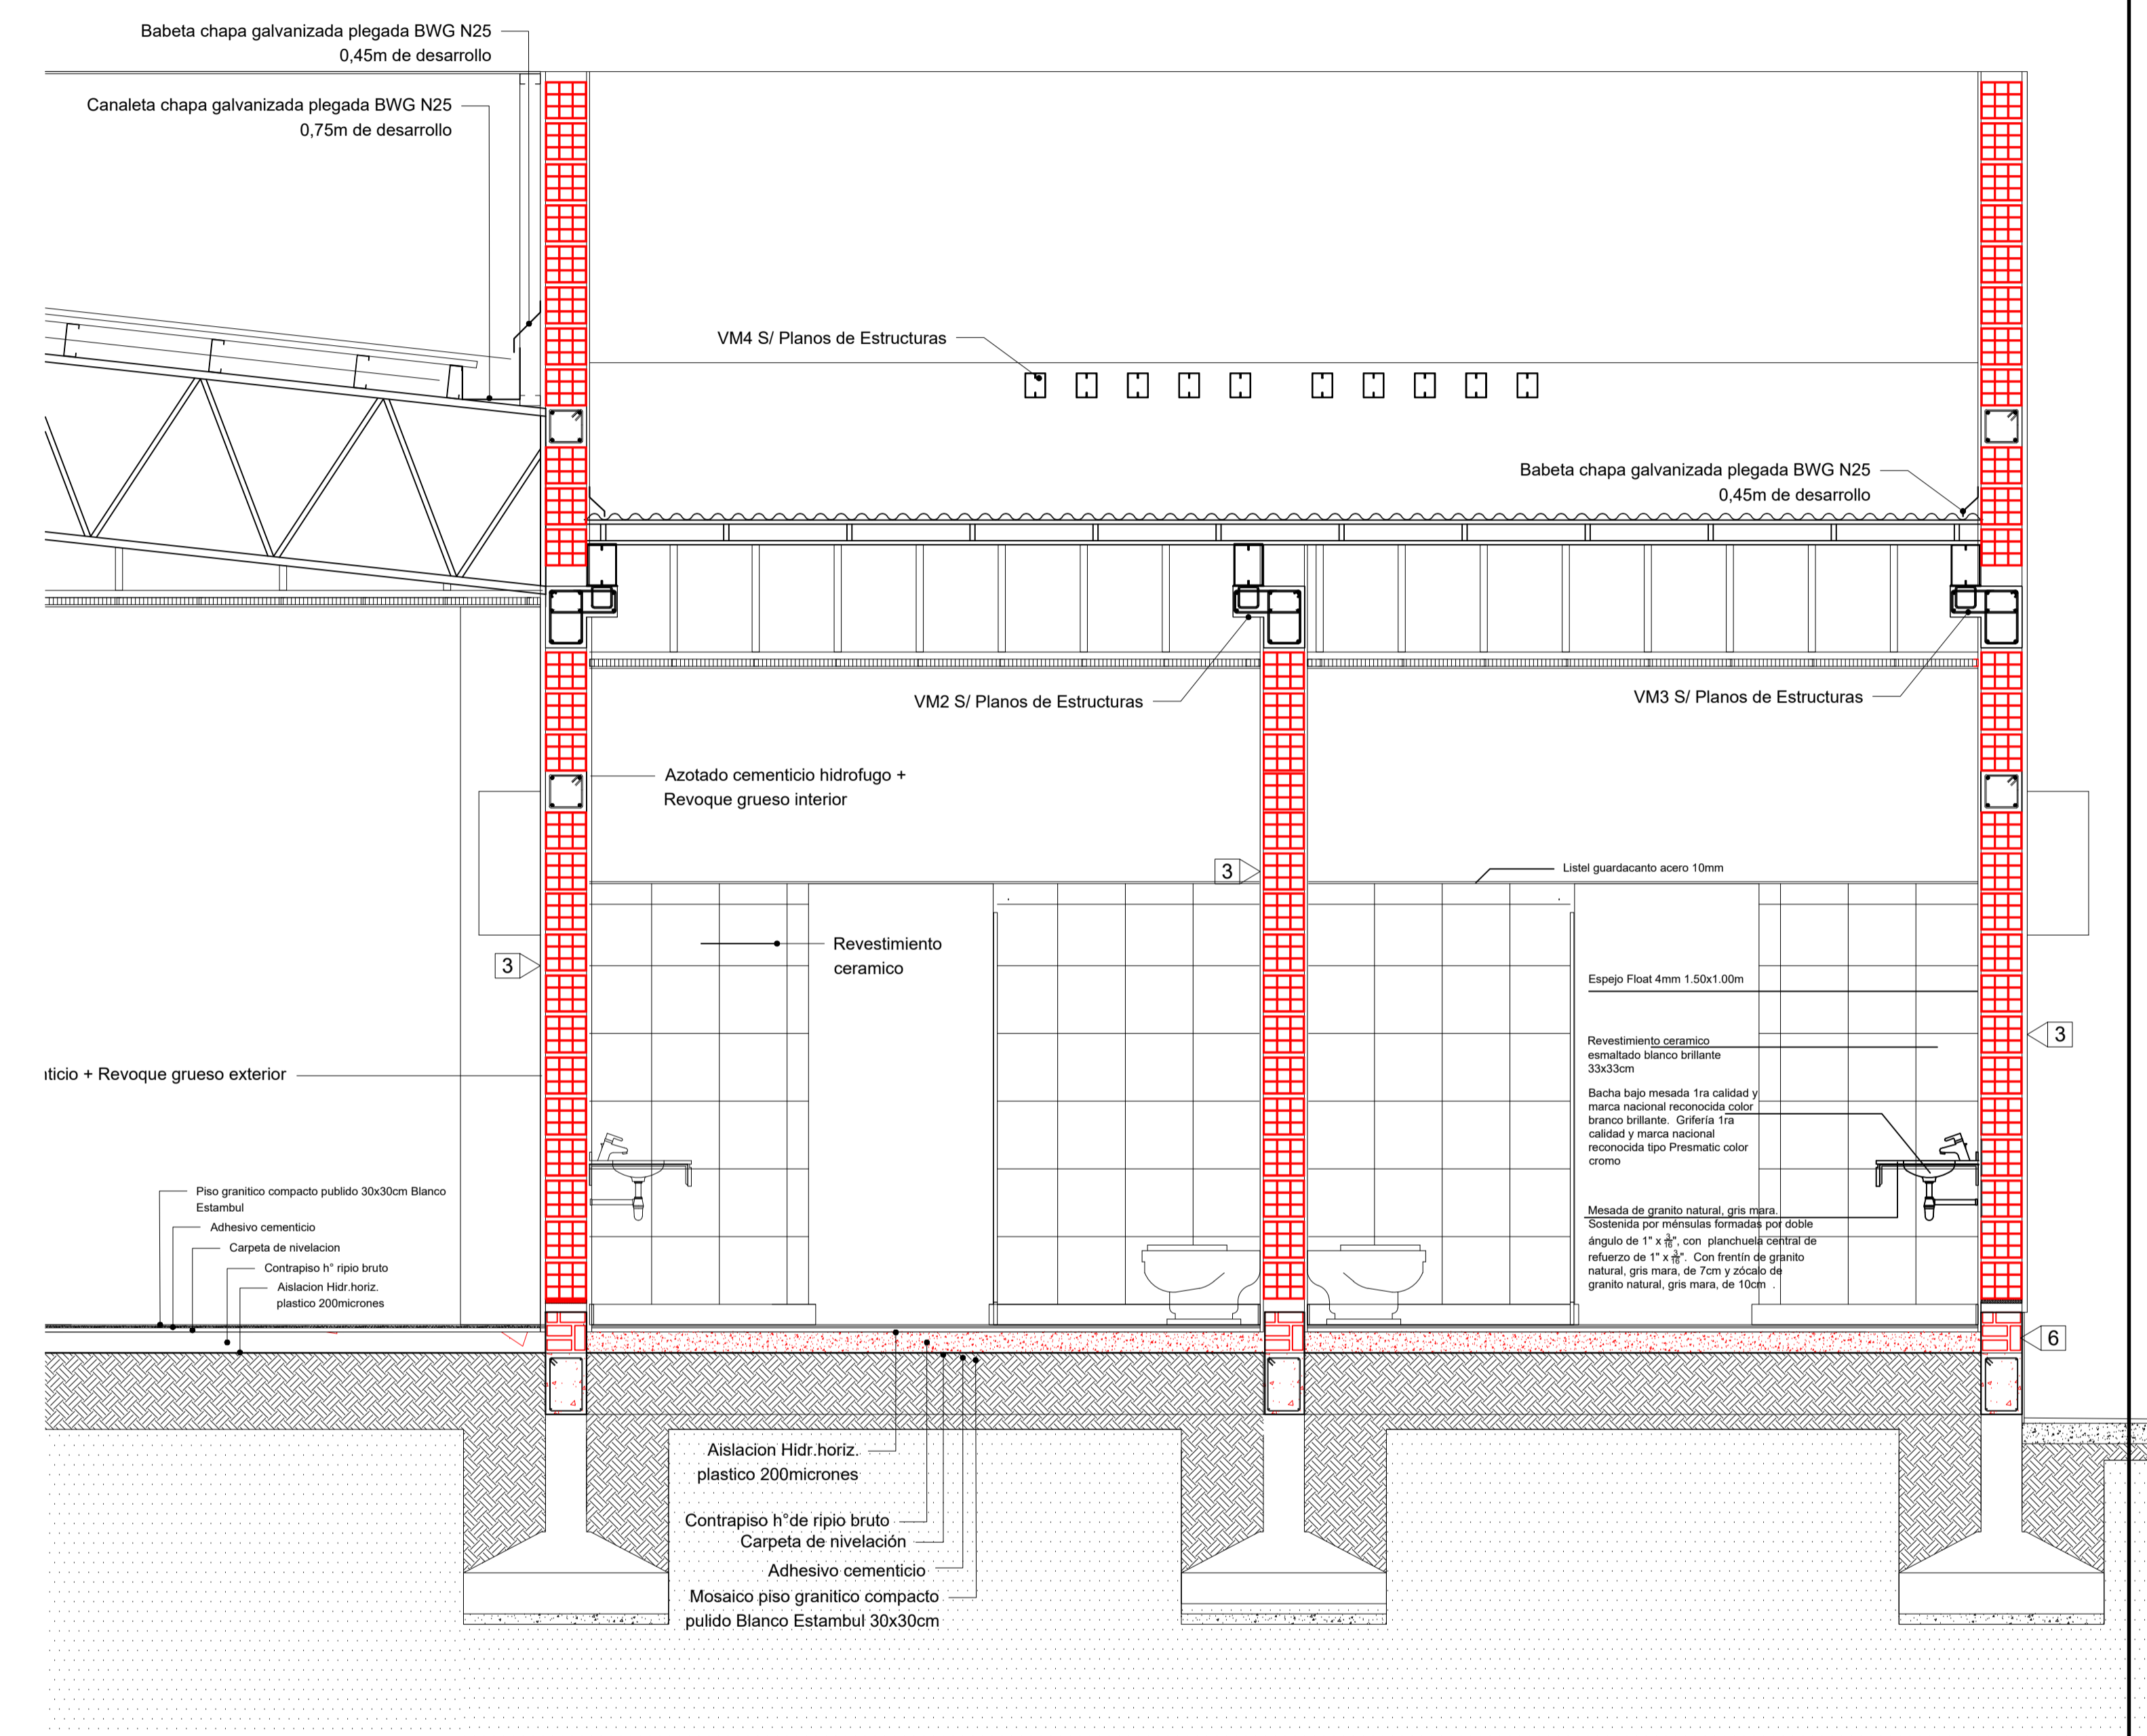 Babeta chapa galvanizada plegada BWG N25
0,45m de desarrollo
Canaleta chapa galvanizada plegada BWG N25
0,75m de desarrollo
VM4 S/ Planos de Estructuras
Babeta chapa galvanizada plegada BWG N25
0,45m de desarrollo
VM2 S/ Planos de Estructuras
VM3 S/ Planos de Estructuras
Azotado cementicio hidrofugo +
Revoque grueso interior
3
Listel guardacanto acero 10mm
Revestimiento
ceramico
3
Espejo Float 4mm 1.50x1.00m
3
Revestimiento ceramico
esmaltado blanco brillante
33x33cm
ticio + Revoque grueso exterior
Bacha bajo mesada 1ra calidad y
marca nacional reconocida color
branco brillante. Grifería 1ra
calidad y marca nacional
reconocida tipo Presmatic color
cromo
Piso granitico compacto publido 30x30cm Blanco
Estambul
Adhesivo cementicio
Carpeta de nivelacion
Contrapiso h° ripio bruto
Aislacion Hidr.horiz.
plastico 200micrones
Mesada de granito natural, gris mara.
Sostenida por ménsulas formadas por doble
ángulo de 1" x 3/16", con planchuela central de
refuerzo de 1" x 3/16". Con frentín de granito
natural, gris mara, de 7cm y zócalo de
granito natural, gris mara, de 10cm .
6
Aislacion Hidr.horiz.
plastico 200micrones
Contrapiso h°de ripio bruto
Carpeta de nivelación
Adhesivo cementicio
Mosaico piso granitico compacto
pulido Blanco Estambul 30x30cm